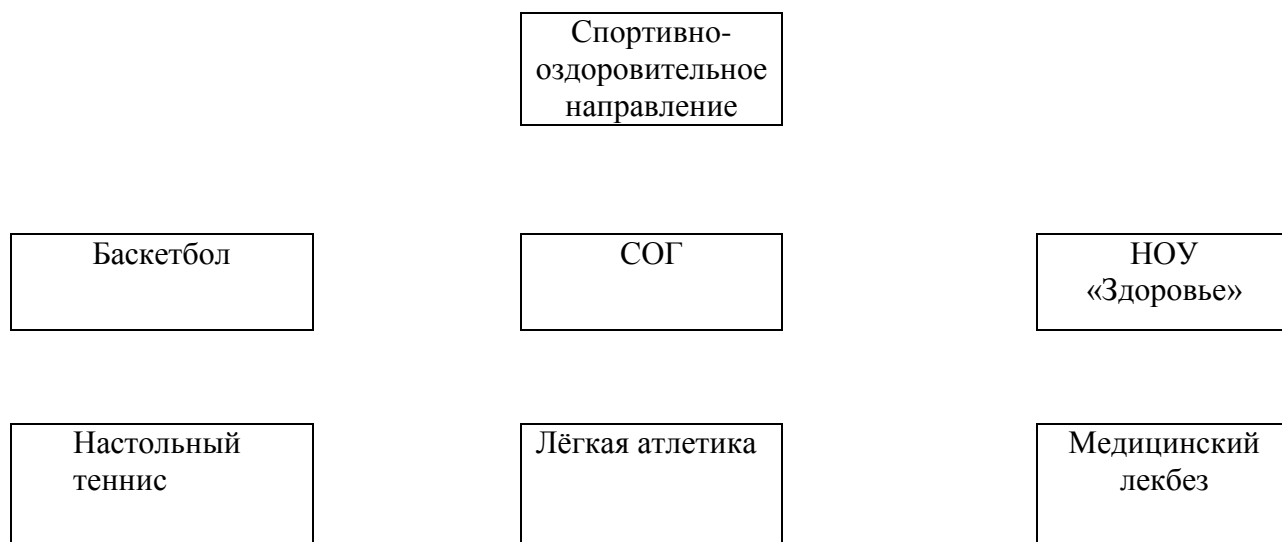 Спортивно-
оздоровительное
направление
Баскетбол
СОГ
НОУ
«Здоровье»
Настольный
теннис
Лёгкая атлетика
Медицинский
лекбез